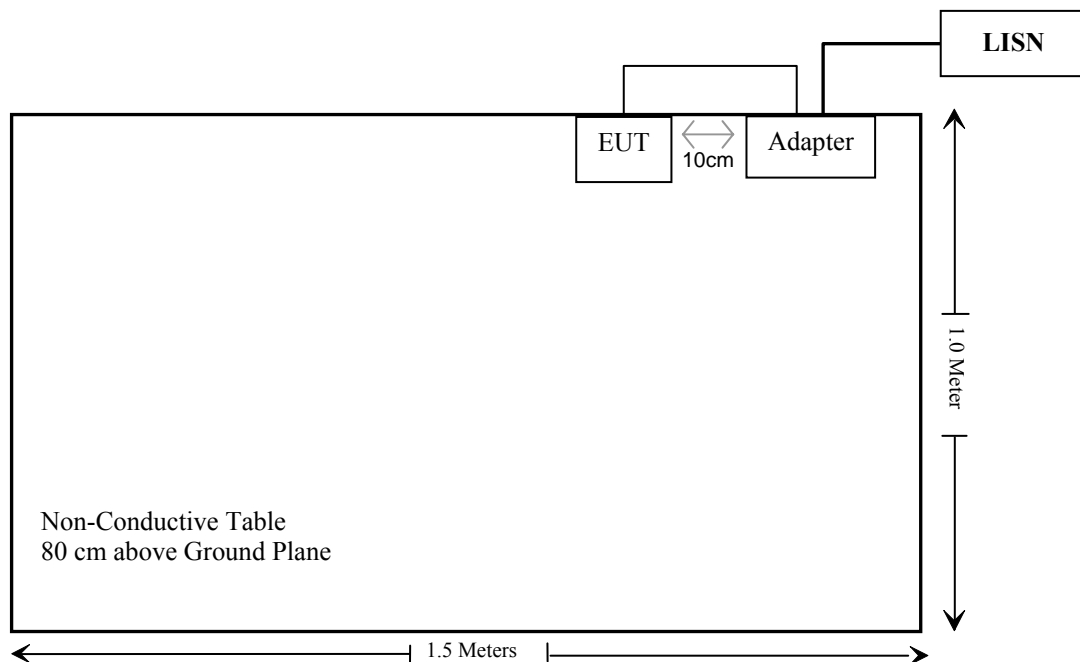 LISN
EUT
10cm
Adapter
1.0 Meter
Non-Conductive Table
80 cm above Ground Plane
1.5 Meters